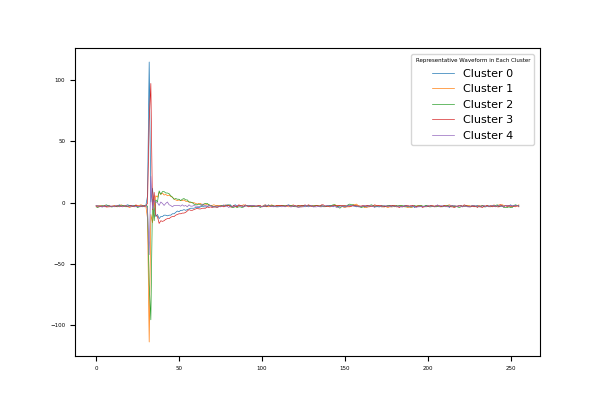 Representative Waveform in Each Cluster
Cluster 0
Cluster 1
Cluster 2
Cluster 3
Cluster 4
100
50
0
−50
−100
0 50 100 150 200 250